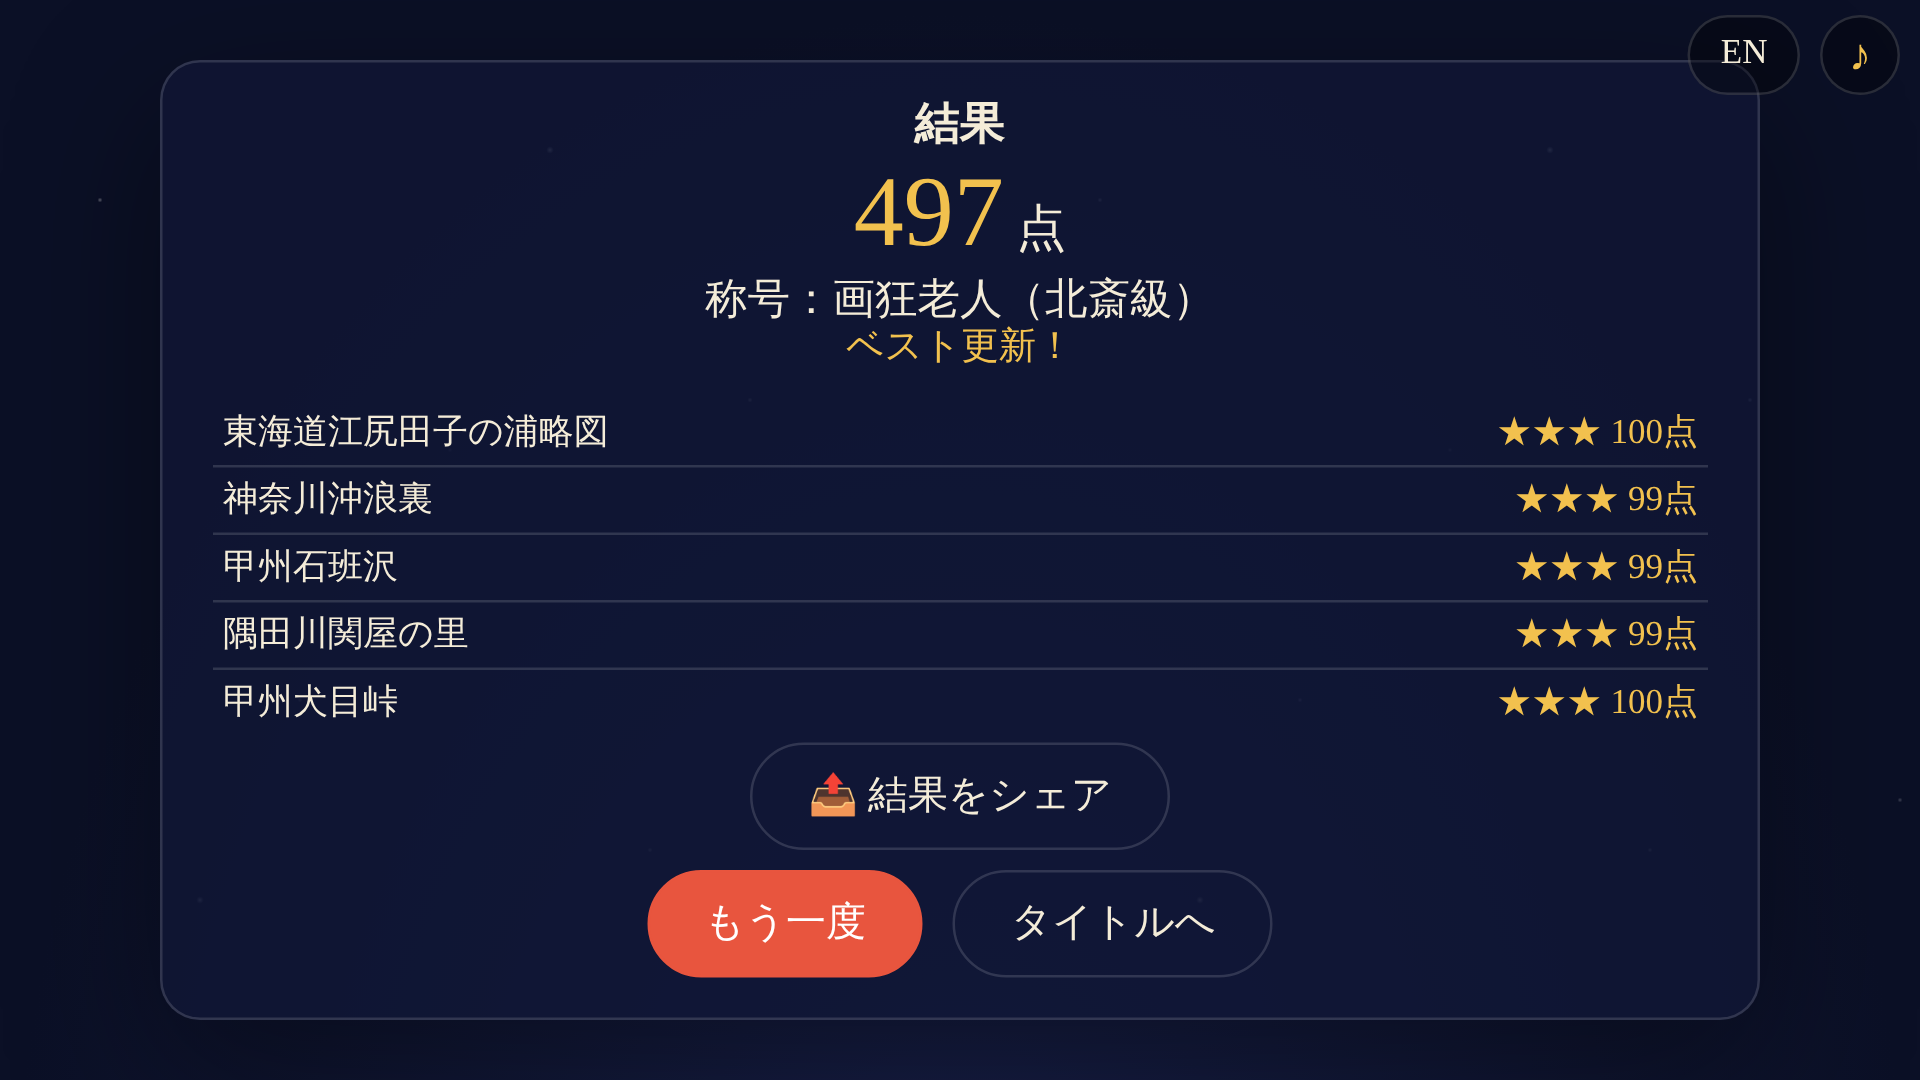 EN ♪
結果
497 点
称号：画狂老人（北斎級）
ベスト更新！
東海道江尻田子の浦略図 ★★★ 100点
神奈川沖浪裏 ★★★ 99点
甲州石班沢 ★★★ 99点
隅田川関屋の里 ★★★ 99点
甲州犬目峠 ★★★ 100点
📤 結果をシェア
もう一度 タイトルへ